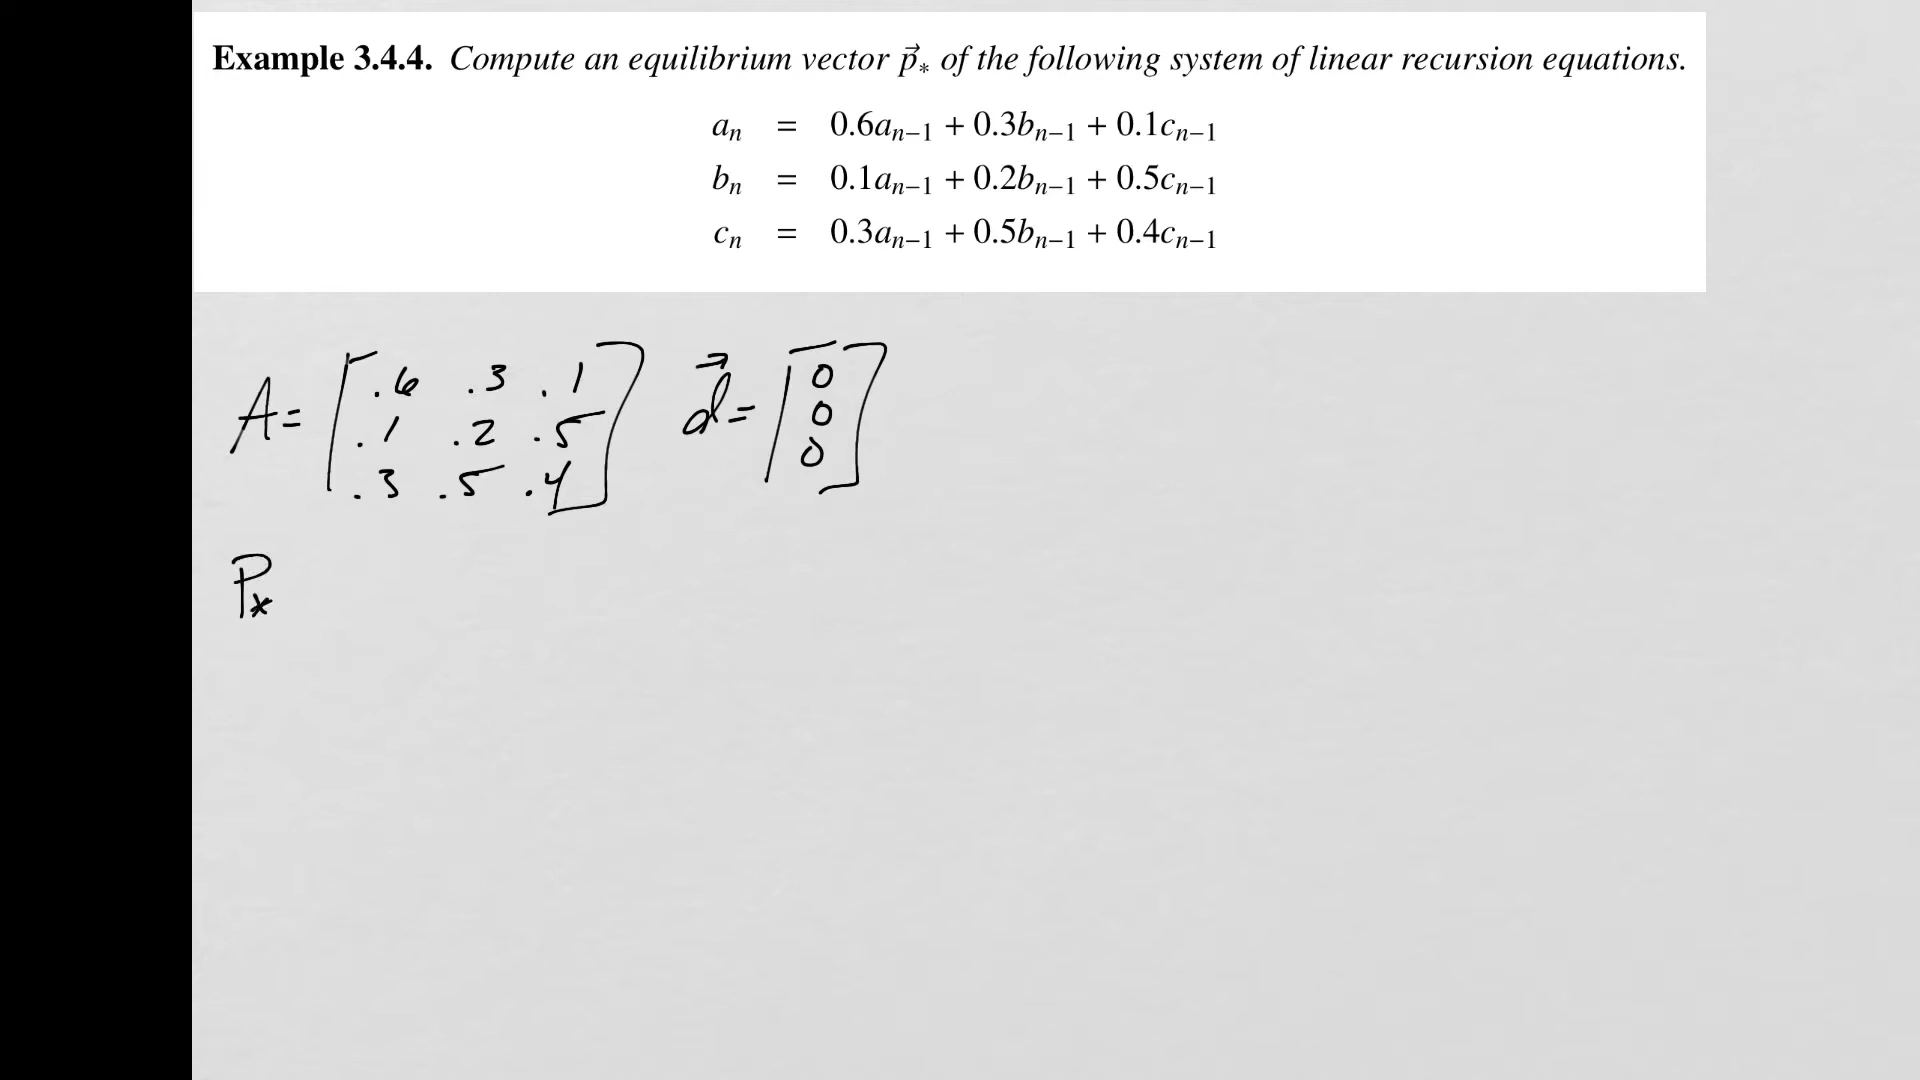 Example 3.4.4. Compute an equilibrium vector p⃗* of the following system of linear recursion equations.
aₙ = 0.6aₙ₋₁ + 0.3bₙ₋₁ + 0.1cₙ₋₁
bₙ = 0.1aₙ₋₁ + 0.2bₙ₋₁ + 0.5cₙ₋₁
cₙ = 0.3aₙ₋₁ + 0.5bₙ₋₁ + 0.4cₙ₋₁
A = [.6 .3 .1 d⃗ = [0
.1 .2 .5 0
.3 .5 .4] 0]
P*